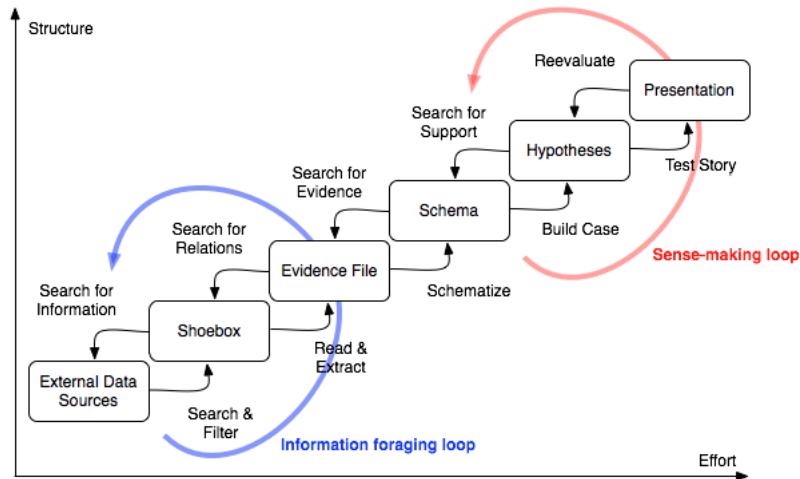 Structure
Reevaluate
Presentation
Search for
Support
Hypotheses
Test Story
Search for
Evidence
Schema
Build Case
Sense-making loop
Search for
Relations
Evidence File
Schematize
Search for
Information
Shoebox
Read &
Extract
External Data
Sources
Search &
Filter
Information foraging loop
Effort